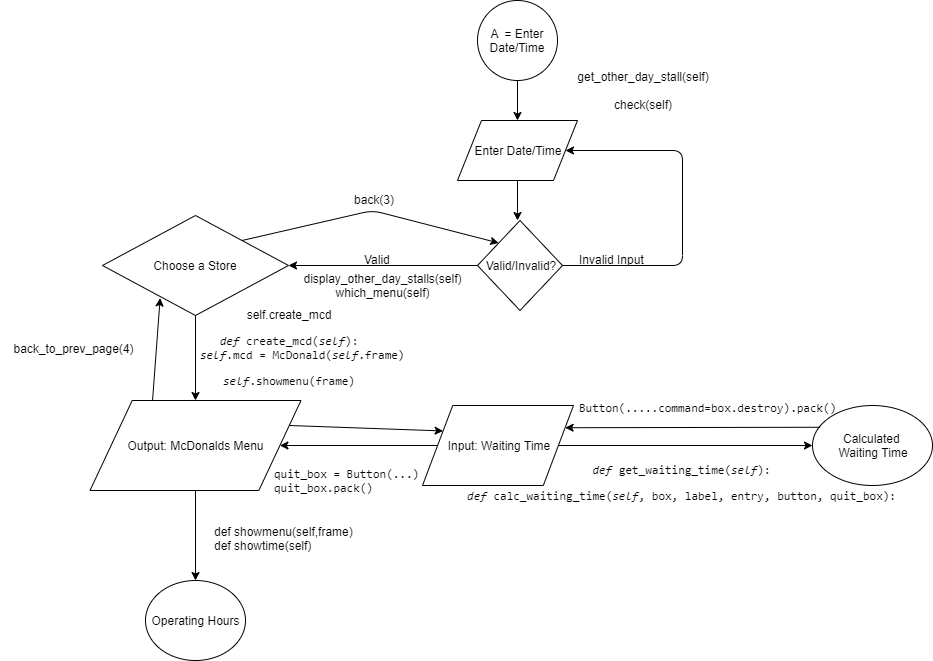 A  = Enter
Date/Time
get_other_day_stall(self)
check(self)
Enter Date/Time
back(3)
Choose a Store
Valid
Valid/Invalid?
Invalid Input
display_other_day_stalls(self)
which_menu(self)
self.create_mcd
def create_mcd(self):
self.mcd = McDonald(self.frame)
back_to_prev_page(4)
self.showmenu(frame)
Button(.....command=box.destroy).pack()
Output: McDonalds Menu
Input: Waiting Time
Calculated
Waiting Time
quit_box = Button(...)
quit_box.pack()
def get_waiting_time(self):
def calc_waiting_time(self, box, label, entry, button, quit_box):
def showmenu(self,frame)
def showtime(self)
Operating Hours